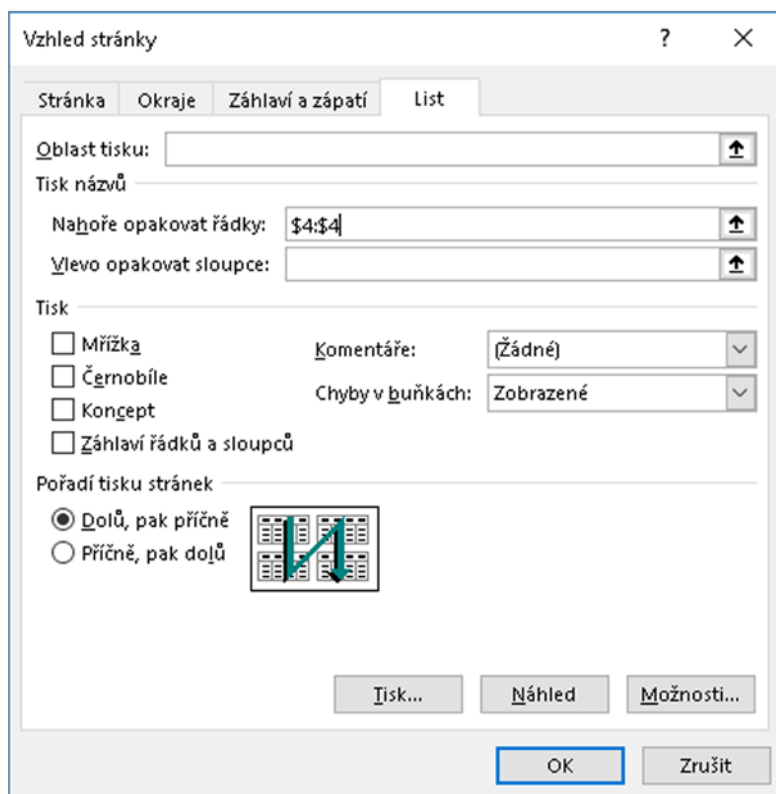 Vzhled stránky
Stránka Okraje Záhlaví a zápatí List
Oblast tisku:
Tisk názvů
Nahoře opakovat řádky: $4:$4
Vlevo opakovat sloupce:
Tisk
Mřížka
Komentáře: (Žádné)
Černobíle
Chyby v buňkách: Zobrazené
Koncept
Záhlaví řádků a sloupců
Pořadí tisku stránek
Dolů, pak příčně
Příčně, pak dolů
Tisk... Náhled Možnosti...
OK Zrušit